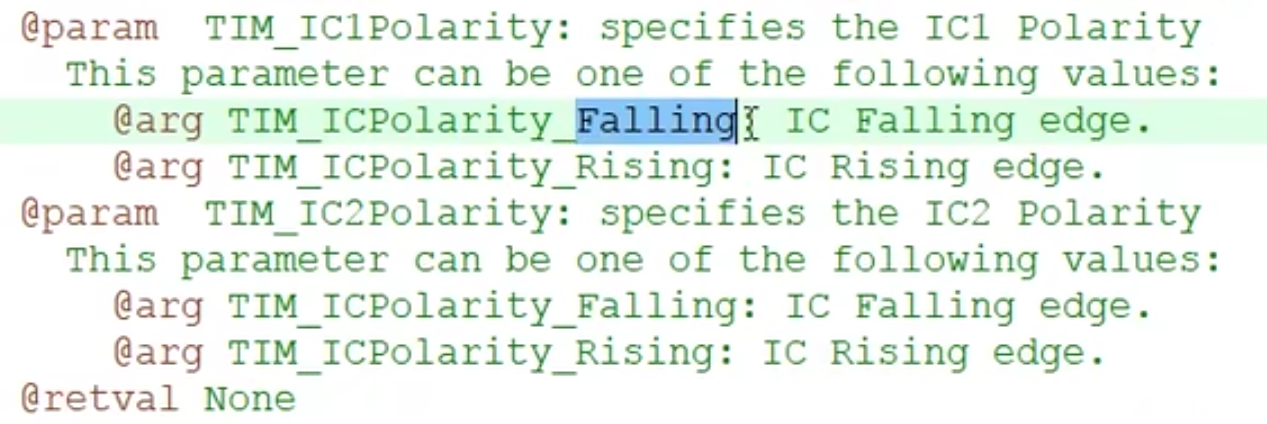 @param  TIM_IC1Polarity: specifies the IC1 Polarity
This parameter can be one of the following values:
@arg TIM_ICPolarity_Falling: IC Falling edge.
@arg TIM_ICPolarity_Rising: IC Rising edge.
@param  TIM_IC2Polarity: specifies the IC2 Polarity
This parameter can be one of the following values:
@arg TIM_ICPolarity_Falling: IC Falling edge.
@arg TIM_ICPolarity_Rising: IC Rising edge.
@retval None